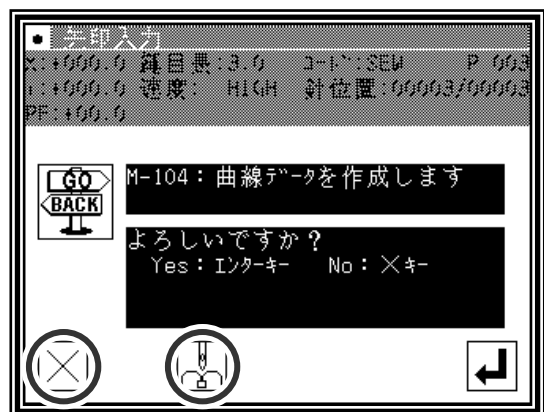 矢印入力
X:+000.0 縫目長:3.0 コード:SEW P 003
Y:+000.0 速度: HIGH 針位置:00003/00003
PF:+00.0
GO
BACK
M-104：曲線データを作成します
よろしいですか？
Yes：エンターキー No：×キー